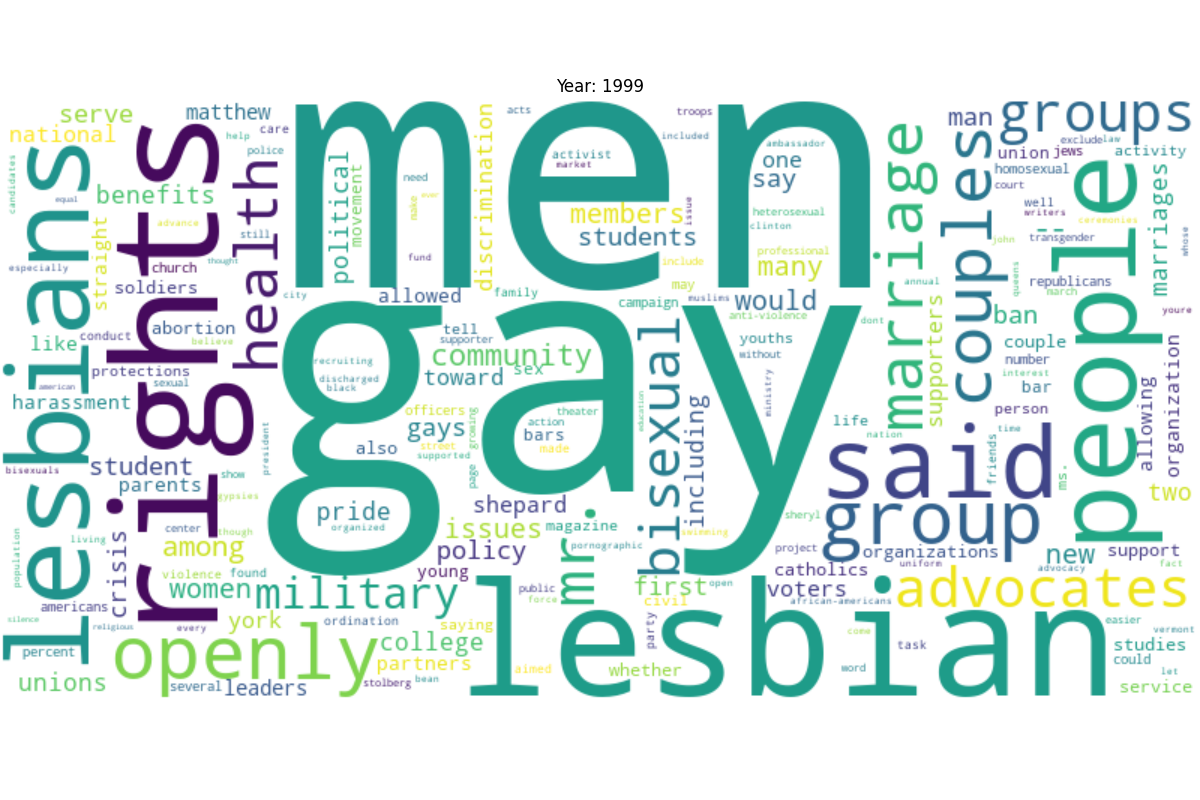 Year: 1999
men
gay
lesbian
rights
lesbians
people
said
group
groups
advocates
openly
military
marriage
couples
health
bisexual
community
serve
national
matthew
care
help
police
benefits
straight
advance
still
thought
church
soldiers
especially
equal
candidates
abortion
believe
like
conduct
protections
sexual
american
harassment
bisexuals
student
parents
show
president
gypsies
center
though
among
crisis
living
population
violence
found
women
americans
silence
religious
every
york
percent
unions
several
leaders
city
political
movement
need
make
ever
fund
allowed
discrimination
acts
activist
market
members
students
issue
include
included
troops
ambassador
one
say
heterosexual
clinton
professional
many
may
would
muslims
campaign
family
anti-violence
dont
tell
supporter
toward
sex
recruiting
discharged
black
officers
gays
street
supported
growing
page
also
pride
organized
theater
action
bars
made
education
shepard
issues
magazine
mr.
pornographic
policy
young
public
force
first
open
civil
party
whether
ordination
saying
college
partners
stolberg
bean
aimed
including
swimming
youths
without
ministry
life
nation
sheryl
project
catholics
voters
african-americans
come
word
task
uniform
organizations
advocacy
new
support
fact
easier
vermont
studies
could
let
service
two
man
union
jews
exclude
law
activity
homosexual
court
well
writers
ceremonies
transgender
john
queens
republicans
march
annual
supporters
marriages
whose
youre
ban
couple
number
interest
bar
person
time
friends
ms.
allowing
organization